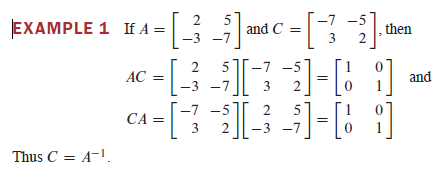 EXAMPLE 1 If A = [2 5; -3 -7] and C = [-7 -5; 3 2], then
AC = [2 5; -3 -7][-7 -5; 3 2] = [1 0; 0 1] and
CA = [-7 -5; 3 2][2 5; -3 -7] = [1 0; 0 1]
Thus C = A⁻¹.